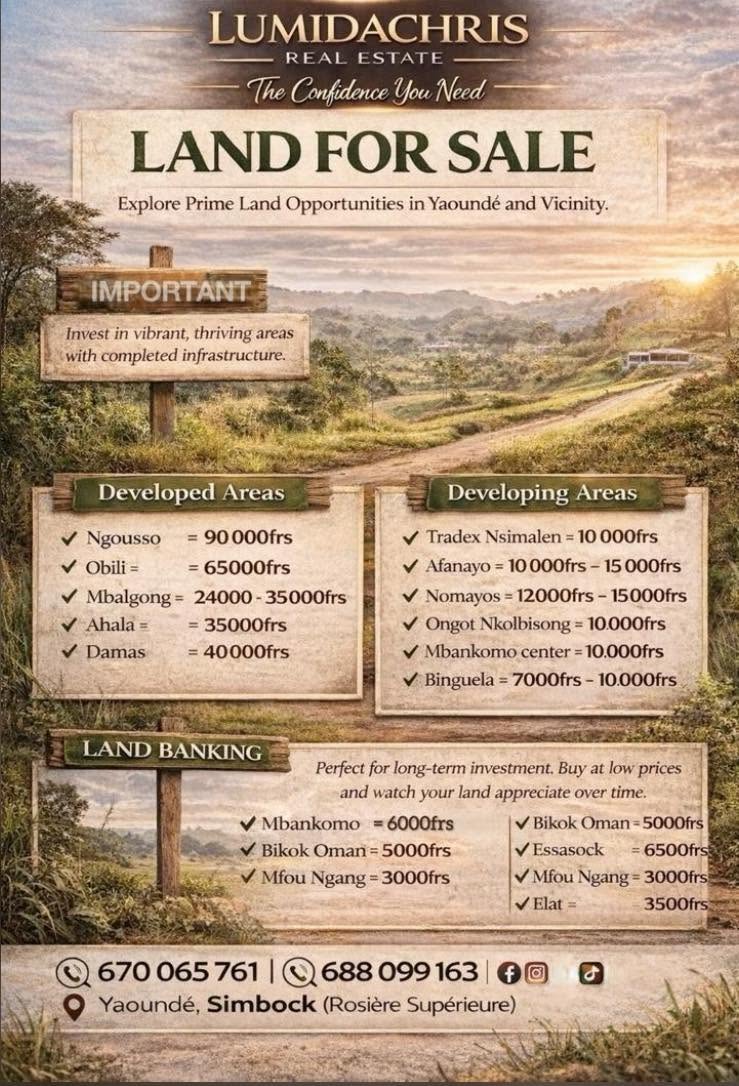 LUMIDACHRIS
REAL ESTATE
The Confidence You Need
LAND FOR SALE
Explore Prime Land Opportunities in Yaoundé and Vicinity.
IMPORTANT
Invest in vibrant, thriving areas
with completed infrastructure.
Developed Areas
✓ Ngousso = 90 000frs
✓ Obili = = 65000frs
✓ Mbalgong = 24000 - 35000frs
✓ Ahala = = 35000frs
✓ Damas = 40 000frs
Developing Areas
✓ Tradex Nsimalen = 10 000frs
✓ Afanayo = 10 000frs – 15 000frs
✓ Nomayos = 12000frs – 15000frs
✓ Ongot Nkolbisong = 10.000frs
✓ Mbankomo center = 10.000frs
✓ Binguela = 7000frs – 10.000frs
LAND BANKING
Perfect for long-term investment. Buy at low prices
and watch your land appreciate over time.
✓ Mbankomo = 6000frs
✓ Bikok Oman = 5000frs
✓ Mfou Ngang = 3000frs
✓ Bikok Oman = 5000frs
✓ Essasock = 6500frs
✓ Mfou Ngang = 3000frs
✓ Elat = 3500frs
670 065 761 | 688 099 163 |
Yaoundé, Simbock (Rosière Supérieure)